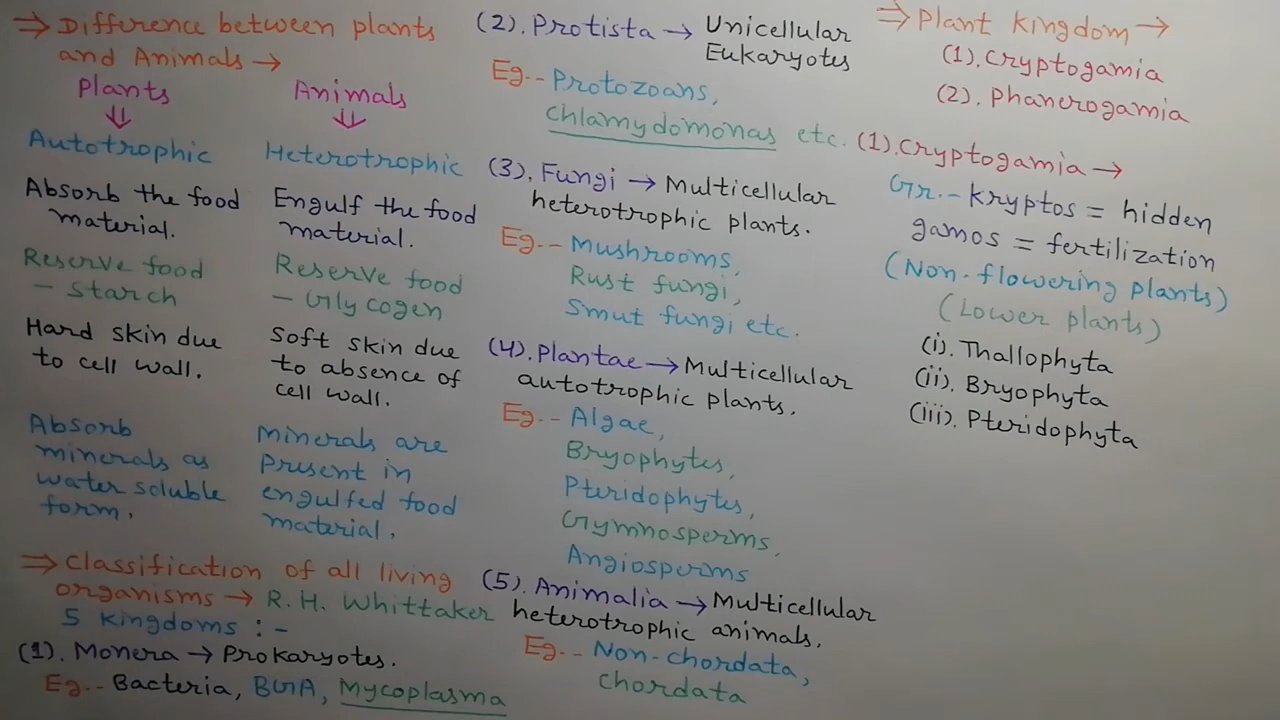 ⇒ Difference between plants
and Animals →
Plants
⇓
Autotrophic
Absorb the food
material.
Reserve food
- Starch
Hard skin due
to cell wall.
Absorb
minerals as
water soluble
form.
Animals
⇓
Heterotrophic
Engulf the food
material.
Reserve food
- Glycogen
Soft skin due
to absence of
cell wall.
Minerals are
present in
engulfed food
material.
⇒ Classification of all living
organisms → R. H. Whittaker
5 kingdoms :-
(1). Monera → Prokaryotes.
Eg.- Bacteria, BGA, Mycoplasma
(2). Protista → Unicellular
Eukaryotes
Eg.- Protozoans,
Chlamydomonas etc.
(3). Fungi → Multicellular
heterotrophic plants.
Eg.- Mushrooms,
Rust fungi,
Smut fungi etc.
(4). Plantae → Multicellular
autotrophic plants.
Eg.- Algae,
Bryophytes,
Pteridophytes,
Gymnosperms,
Angiosperms
(5). Animalia → Multicellular
heterotrophic animals.
Eg.- Non-chordata,
chordata
⇒ Plant Kingdom →
(1). Cryptogamia
(2). Phanerogamia
(1). Cryptogamia →
Gr.- Kryptos = hidden
gamos = fertilization
(Non-flowering plants)
(Lower plants)
(i). Thallophyta
(ii). Bryophyta
(iii). Pteridophyta